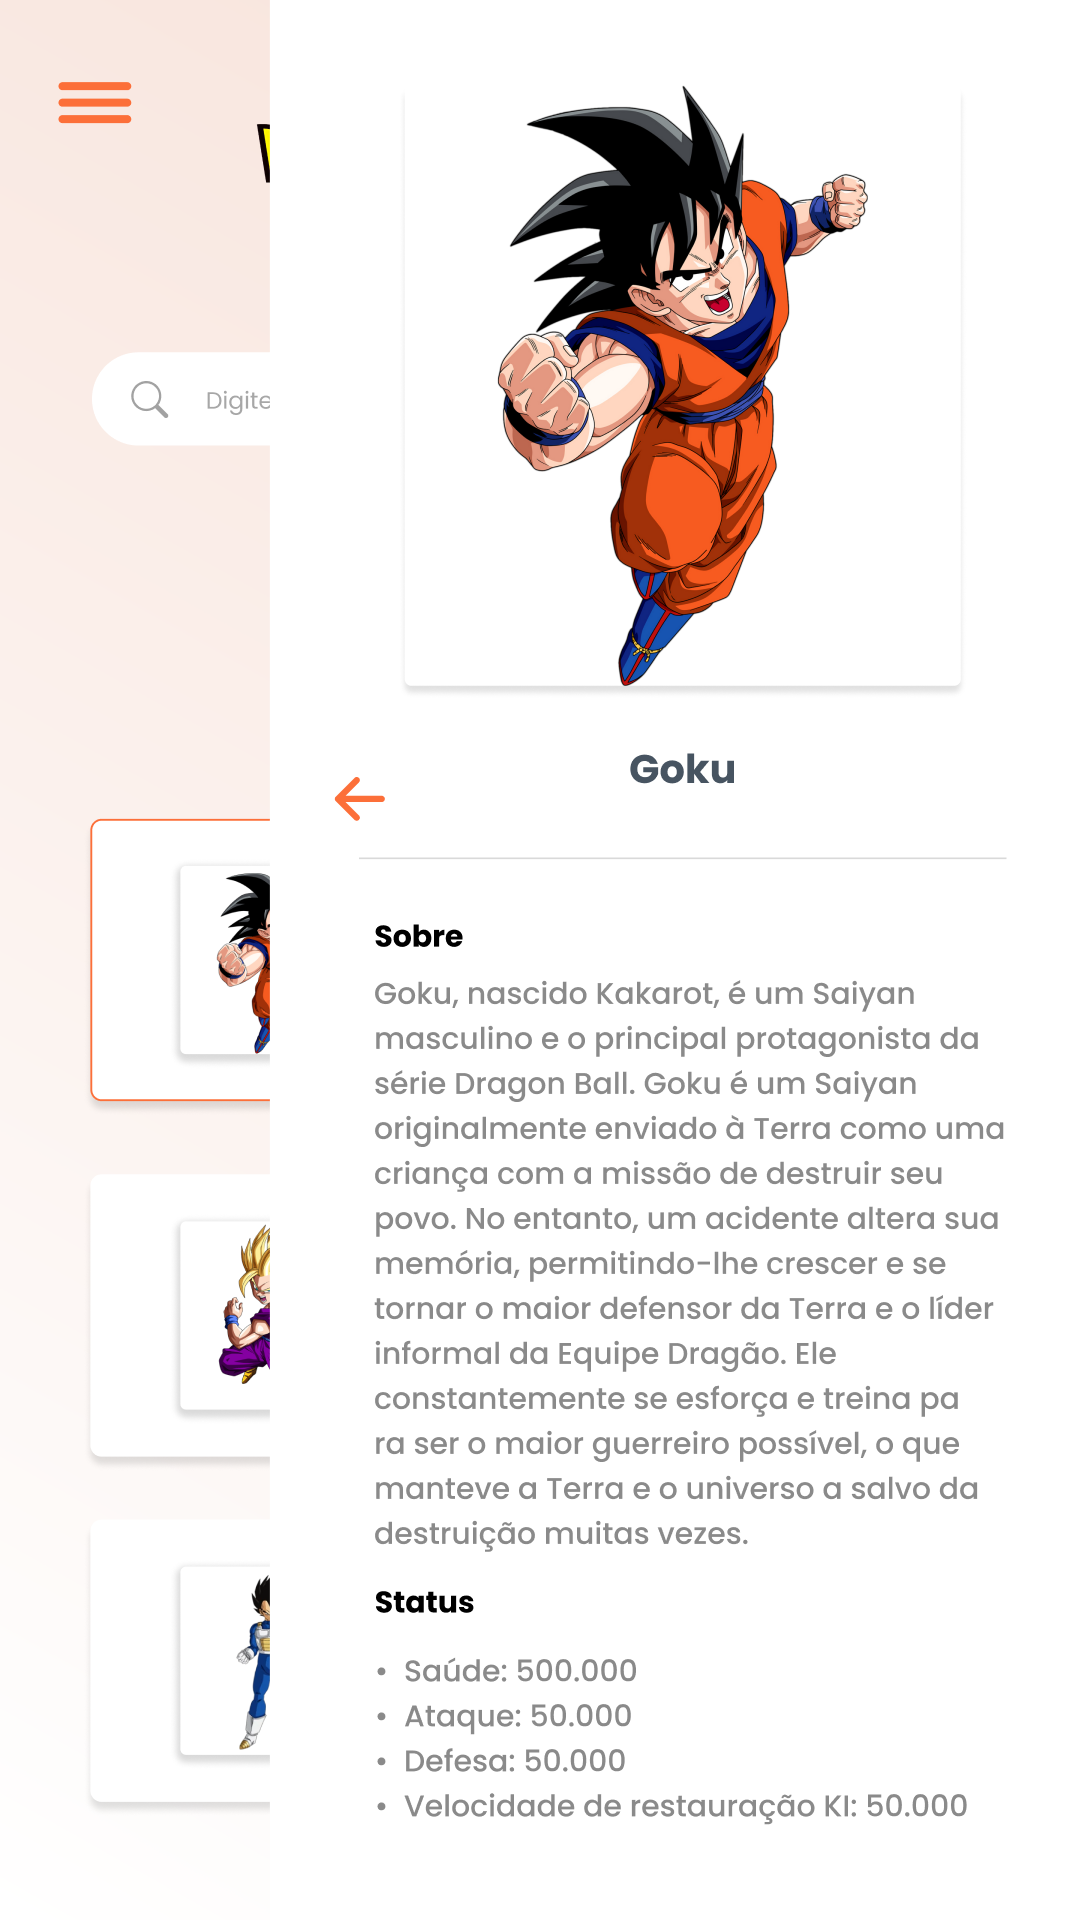 Digite
Goku
Sobre
Goku, nascido Kakarot, é um Saiyan
masculino e o principal protagonista da
série Dragon Ball. Goku é um Saiyan
originalmente enviado à Terra como uma
criança com a missão de destruir seu
povo. No entanto, um acidente altera sua
memória, permitindo-lhe crescer e se
tornar o maior defensor da Terra e o líder
informal da Equipe Dragão. Ele
constantemente se esforça e treina pa
ra ser o maior guerreiro possível, o que
manteve a Terra e o universo a salvo da
destruição muitas vezes.
Status
• Saúde: 500.000
• Ataque: 50.000
• Defesa: 50.000
• Velocidade de restauração KI: 50.000